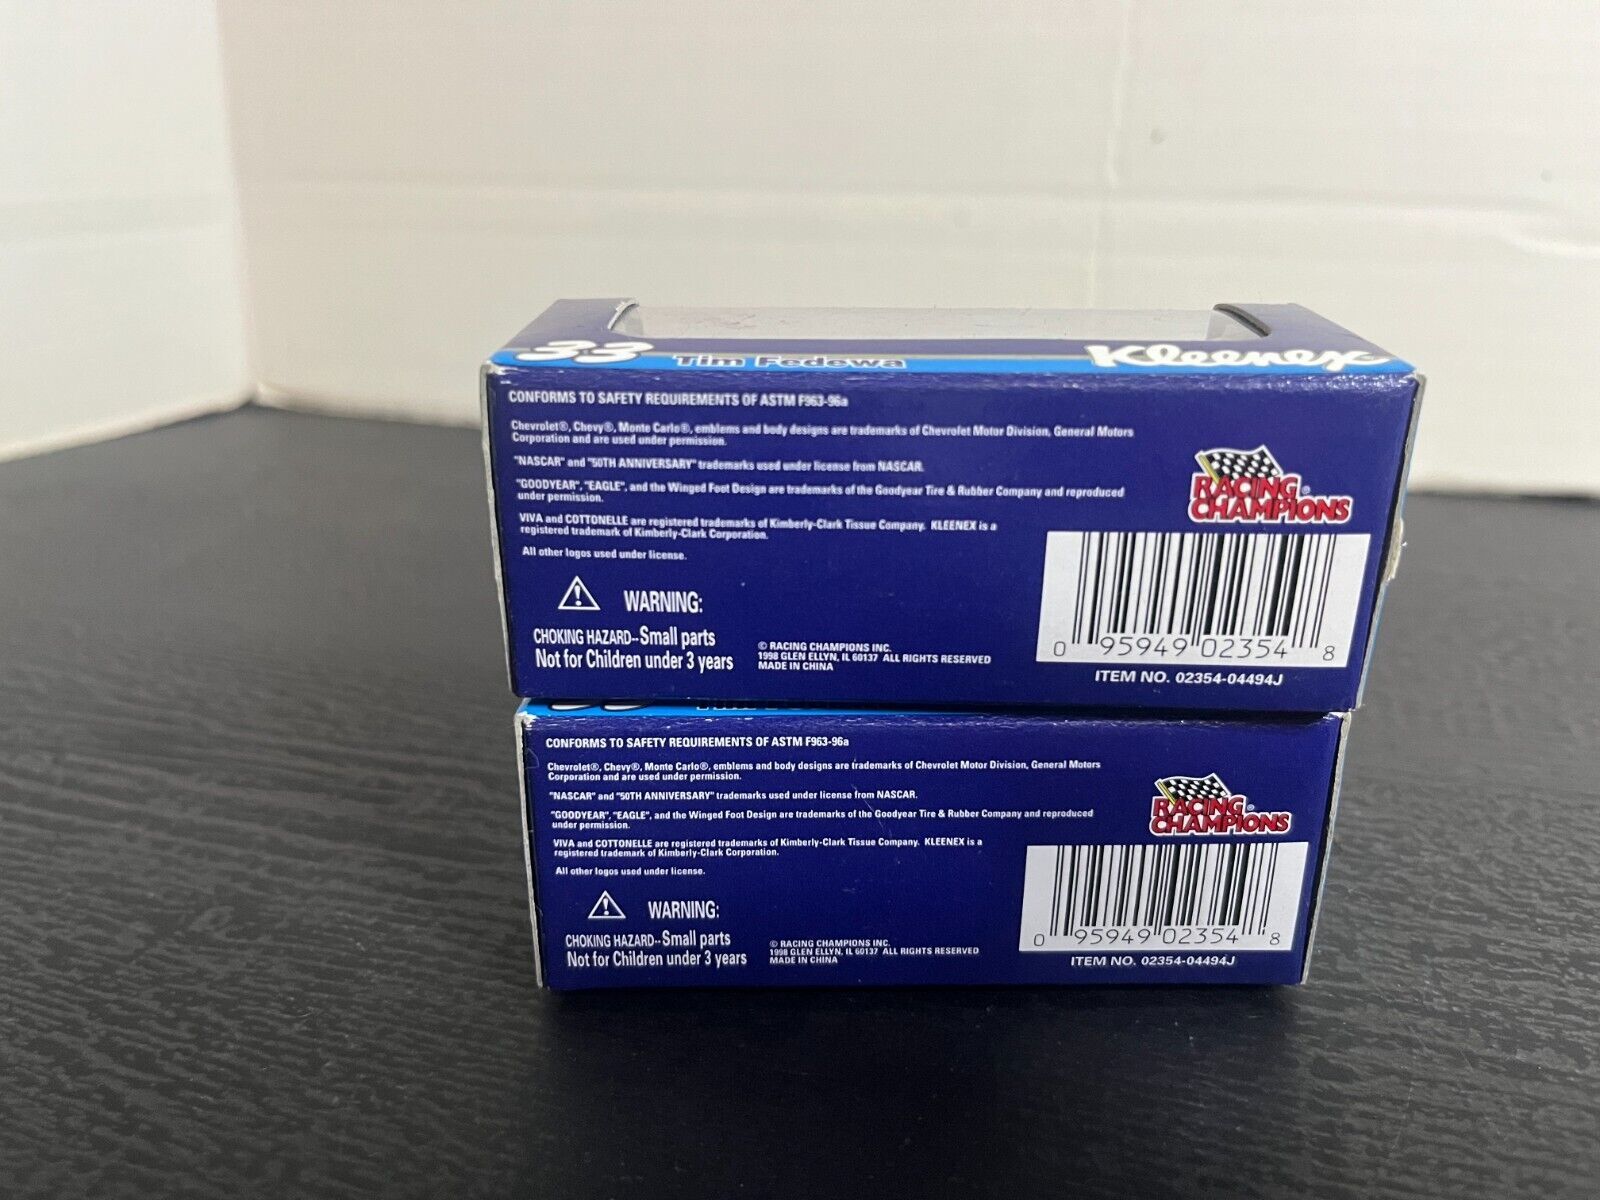 33 Tim Fedewa Kleenex
CONFORMS TO SAFETY REQUIREMENTS OF ASTM F963-96a
Chevrolet®, Chevy®, Monte Carlo®, emblems and body designs are trademarks of Chevrolet Motor Division, General Motors
Corporation and are used under permission.
"NASCAR" and "50TH ANNIVERSARY" trademarks used under license from NASCAR.
"GOODYEAR", "EAGLE", and the Winged Foot Design are trademarks of the Goodyear Tire & Rubber Company and reproduced
under permission.
VIVA and COTTONELLE are registered trademarks of Kimberly-Clark Tissue Company. KLEENEX is a
registered trademark of Kimberly-Clark Corporation.
All other logos used under license.
RACING
CHAMPIONS®
WARNING:
CHOKING HAZARD--Small parts
Not for Children under 3 years
© RACING CHAMPIONS INC.
1998 GLEN ELLYN, IL 60137 ALL RIGHTS RESERVED
MADE IN CHINA
0 95949 02354 8
ITEM NO. 02354-04494J
33
CONFORMS TO SAFETY REQUIREMENTS OF ASTM F963-96a
Chevrolet®, Chevy®, Monte Carlo®, emblems and body designs are trademarks of Chevrolet Motor Division, General Motors
Corporation and are used under permission.
"NASCAR" and "50TH ANNIVERSARY" trademarks used under license from NASCAR.
"GOODYEAR", "EAGLE", and the Winged Foot Design are trademarks of the Goodyear Tire & Rubber Company and reproduced
under permission.
VIVA and COTTONELLE are registered trademarks of Kimberly-Clark Tissue Company. KLEENEX is a
registered trademark of Kimberly-Clark Corporation.
All other logos used under license.
RACING®
CHAMPIONS
WARNING:
CHOKING HAZARD--Small parts
Not for Children under 3 years
© RACING CHAMPIONS INC.
1998 GLEN ELLYN, IL 60137 ALL RIGHTS RESERVED
MADE IN CHINA
0 95949 02354 8
ITEM NO. 02354-04494J